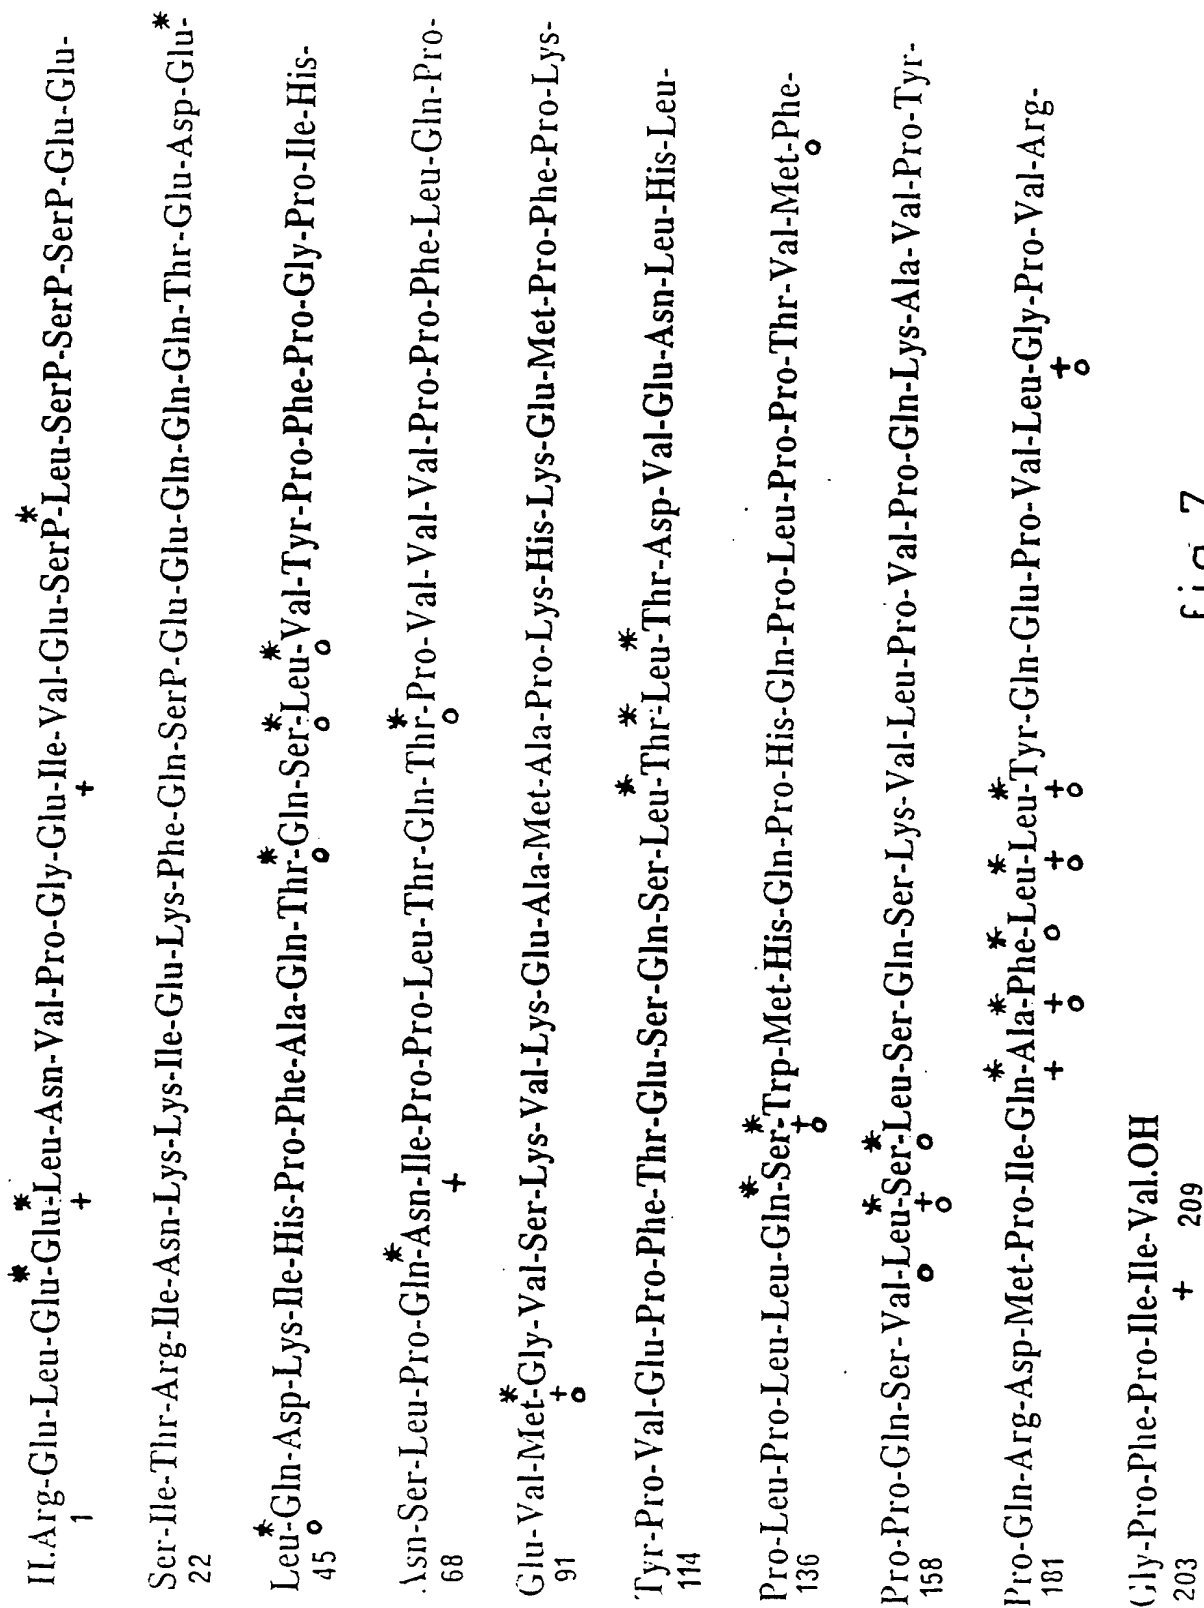 II.Arg-Glu-Leu-Glu-Glu-Leu-Asn-Val-Pro-Gly-Glu-Ile-Val-Glu-SerP-Leu-SerP-SerP-SerP-Glu-Glu-
1
Ser-Ile-Thr-Arg-Ile-Asn-Lys-Lys-Ile-Glu-Lys-Phe-Gln-SerP-Glu-Glu-Gln-Gln-Gln-Thr-Glu-Asp-Glu-
22
Leu-Gln-Asp-Lys-Ile-His-Pro-Phe-Ala-Gln-Thr-Gln-Ser-Leu-Val-Tyr-Pro-Phe-Pro-Gly-Pro-Ile-His-
45
Asn-Ser-Leu-Pro-Gln-Asn-Ile-Pro-Pro-Leu-Thr-Gln-Thr-Pro-Val-Val-Val-Pro-Pro-Phe-Leu-Gln-Pro-
68
Glu-Val-Met-Gly-Val-Ser-Lys-Val-Lys-Glu-Ala-Met-Ala-Pro-Lys-His-Lys-Glu-Met-Pro-Phe-Pro-Lys-
91
Tyr-Pro-Val-Glu-Pro-Phe-Thr-Glu-Ser-Gln-Ser-Leu-Thr-Leu-Thr-Asp-Val-Glu-Asn-Leu-His-Leu-
114
Pro-Leu-Pro-Leu-Leu-Gln-Ser-Trp-Met-His-Gln-Pro-His-Gln-Pro-Leu-Pro-Pro-Thr-Val-Met-Phe-
136
Pro-Pro-Gln-Ser-Val-Leu-Ser-Leu-Ser-Gln-Ser-Lys-Val-Leu-Pro-Val-Pro-Gln-Lys-Ala-Val-Pro-Tyr-
158
Pro-Gln-Arg-Asp-Met-Pro-Ile-Gln-Ala-Phe-Leu-Leu-Tyr-Gln-Glu-Pro-Val-Leu-Gly-Pro-Val-Arg-
181
Gly-Pro-Phe-Pro-Ile-Ile-Val.OH
203 209
fig 7